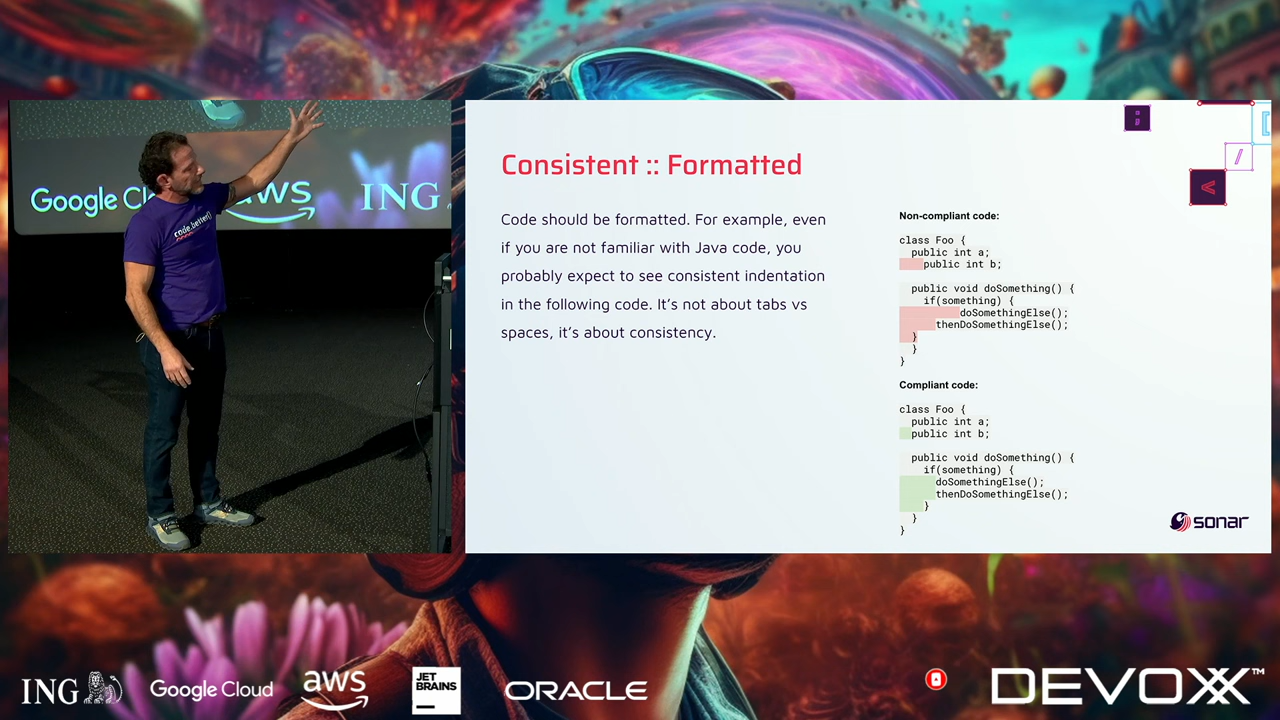 Google Cl
aws
ING
code.better()
Consistent :: Formatted
Code should be formatted. For example, even
if you are not familiar with Java code, you
probably expect to see consistent indentation
in the following code. It’s not about tabs vs
spaces, it’s about consistency.
;
[
/
<
Non-compliant code:
class Foo {
  public int a;
    public int b;
  public void doSomething() {
    if(something) {
          doSomethingElse();
      thenDoSomethingElse();
  }
  }
}
Compliant code:
class Foo {
  public int a;
  public int b;
  public void doSomething() {
    if(something) {
      doSomethingElse();
      thenDoSomethingElse();
    }
  }
}
sonar
ING
Google Cloud
aws
JET
BRAINS
ORACLE
DEVOXX™